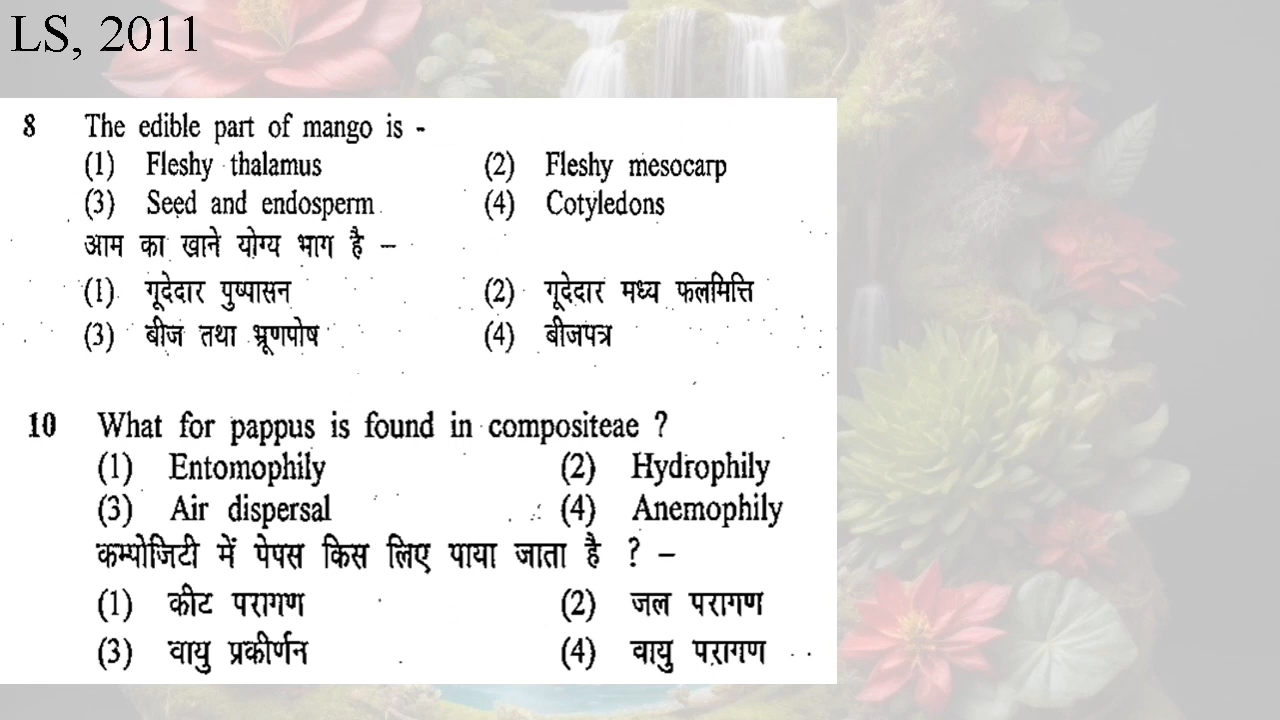 LS, 2011
8 The edible part of mango is -
(1) Fleshy thalamus (2) Fleshy mesocarp
(3) Seed and endosperm (4) Cotyledons
आम का खाने योग्य भाग है –
(1) गूदेदार पुष्पासन (2) गूदेदार मध्य फलमित्ति
(3) बीज तथा भ्रूणपोष (4) बीजपत्र
10 What for pappus is found in compositeae ?
(1) Entomophily (2) Hydrophily
(3) Air dispersal (4) Anemophily
कम्पोजिटी में पेपस किस लिए पाया जाता है ? –
(1) कीट परागण (2) जल परागण
(3) वायु प्रकीर्णन (4) वायु परागण